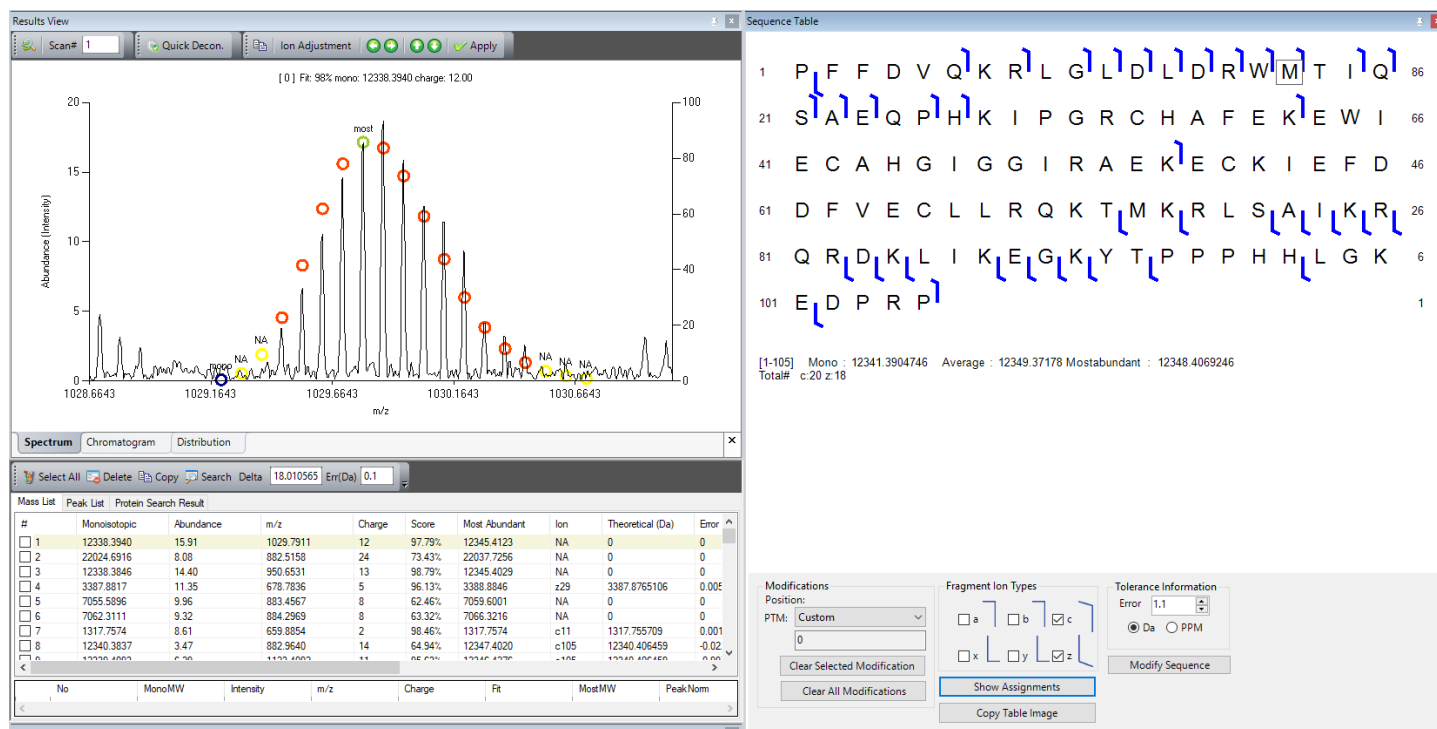 Results View
Scan# 1 Quick Decon. Ion Adjustment Apply
[ 0 ] Fit: 98% mono: 12338.3940 charge: 12.00
20
100
most
80
15
60
10
40
5
20
NA
NA
NA
NA
NA
0
0
1028.6643 1029.1643 1029.6643 1030.1643 1030.6643
m/z
Abundance (Intensity)
Spectrum Chromatogram Distribution
Select All Delete Copy Search Delta 18.010565 Err(Da) 0.1
Mass List Peak List Protein Search Result
# Monoisotopic Abundance m/z Charge Score Most Abundant Ion Theoretical (Da) Error
1 12338.3940 15.91 1029.7911 12 97.79% 12345.4123 NA 0 0
2 22024.6916 8.08 882.5158 24 73.43% 22037.7256 NA 0 0
3 12338.3846 14.40 950.6531 13 98.79% 12345.4029 NA 0 0
4 3387.8817 11.35 678.7836 5 96.13% 3388.8846 z29 3387.8765106 0.005
5 7055.5896 9.96 883.4567 8 62.46% 7059.6001 NA 0 0
6 7062.3111 9.32 884.2969 8 63.32% 7066.3216 NA 0 0
7 1317.7574 8.61 659.8854 2 98.46% 1317.7574 c11 1317.755709 0.001
8 12340.3837 3.47 882.9640 14 64.94% 12347.4020 c105 12340.406459 -0.02
No MonoMW Intensity m/z Charge Fit MostMW PeakNorm
Sequence Table
1 P F F D V Q K R L G L D L D R W M T I Q 86
21 S A E Q P H K I P G R C H A F E K E W I 66
41 E C A H G I G G I R A E K E C K I E F D 46
61 D F V E C L L R Q K T M K R L S A I K R 26
81 Q R D K L I K E G K Y T P P P H H L G K 6
101 E D P R P 1
[1-105] Mono : 12341.3904746 Average : 12349.37178 Mostabundant : 12348.4069246
Total# c:20 z:18
Modifications
Position:
PTM: Custom
0
Clear Selected Modification
Clear All Modifications
Fragment Ion Types
a b c
x y z
Show Assignments
Copy Table Image
Tolerance Information
Error 1.1
Da PPM
Modify Sequence